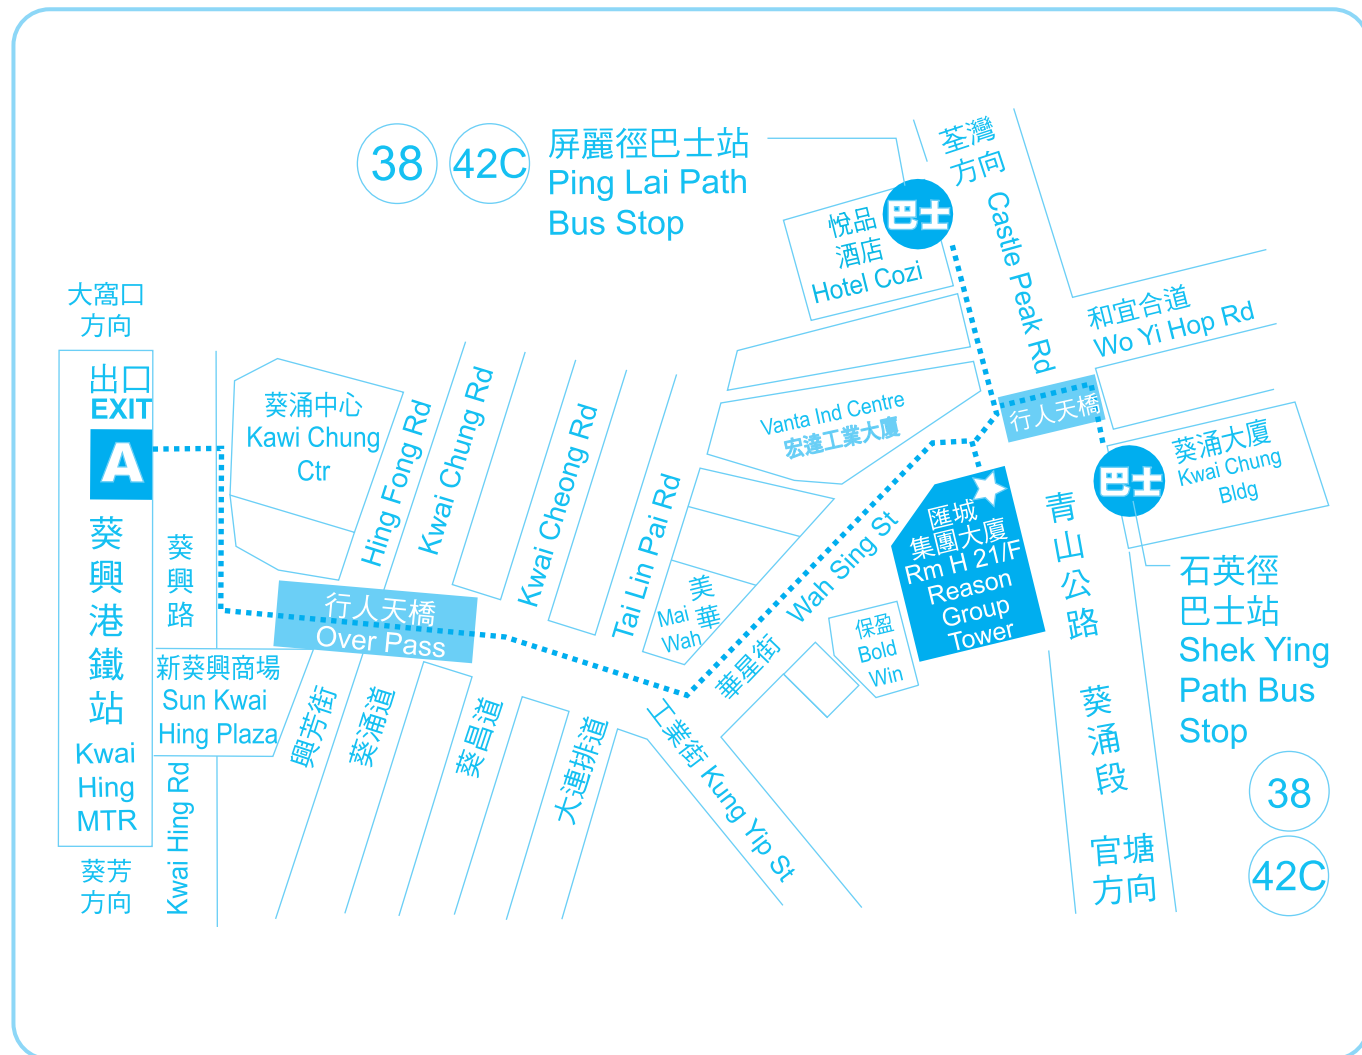 38
42C
屏麗徑巴士站
Ping Lai Path
Bus Stop
荃灣
方向
Castle Peak Rd
巴士
悅品
酒店
Hotel Cozi
和宜合道
Wo Yi Hop Rd
大窩口
方向
出口
EXIT
A
葵興港鐵站
Kwai
Hing
MTR
葵芳
方向
葵興路
Kwai Hing Rd
葵涌中心
Kawi Chung
Ctr
新葵興商場
Sun Kwai
Hing Plaza
Hing Fong Rd
Kwai Chung Rd
Kwai Cheong Rd
Tai Lin Pai Rd
行人天橋
Over Pass
興芳街
葵涌道
葵昌道
大連排道
工業街 Kung Yip St
美華
Mai
Wah
華星街 Wah Sing St
Vanta Ind Centre
宏達工業大廈
行人天橋
匯城
集團大廈
Rm H 21/F
Reason
Group
Tower
保盈
Bold
Win
巴士
葵涌大廈
Kwai Chung
Bldg
青山公路 葵涌段
官塘
方向
石英徑
巴士站
Shek Ying
Path Bus
Stop
38
42C